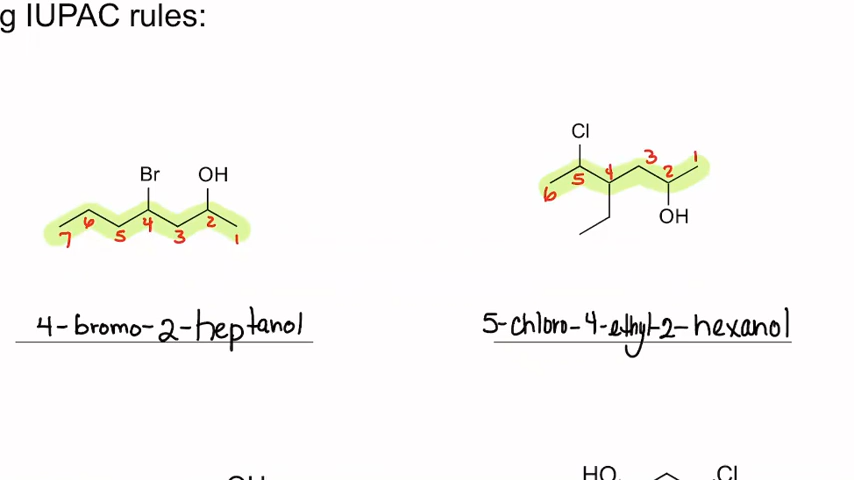 g IUPAC rules:
Br OH
7 6 5 4 3 2 1
4-bromo-2-heptanol
Cl
6 5 4 3 2 1
OH
5-chloro-4-ethyl-2-hexanol
OH
HO Cl